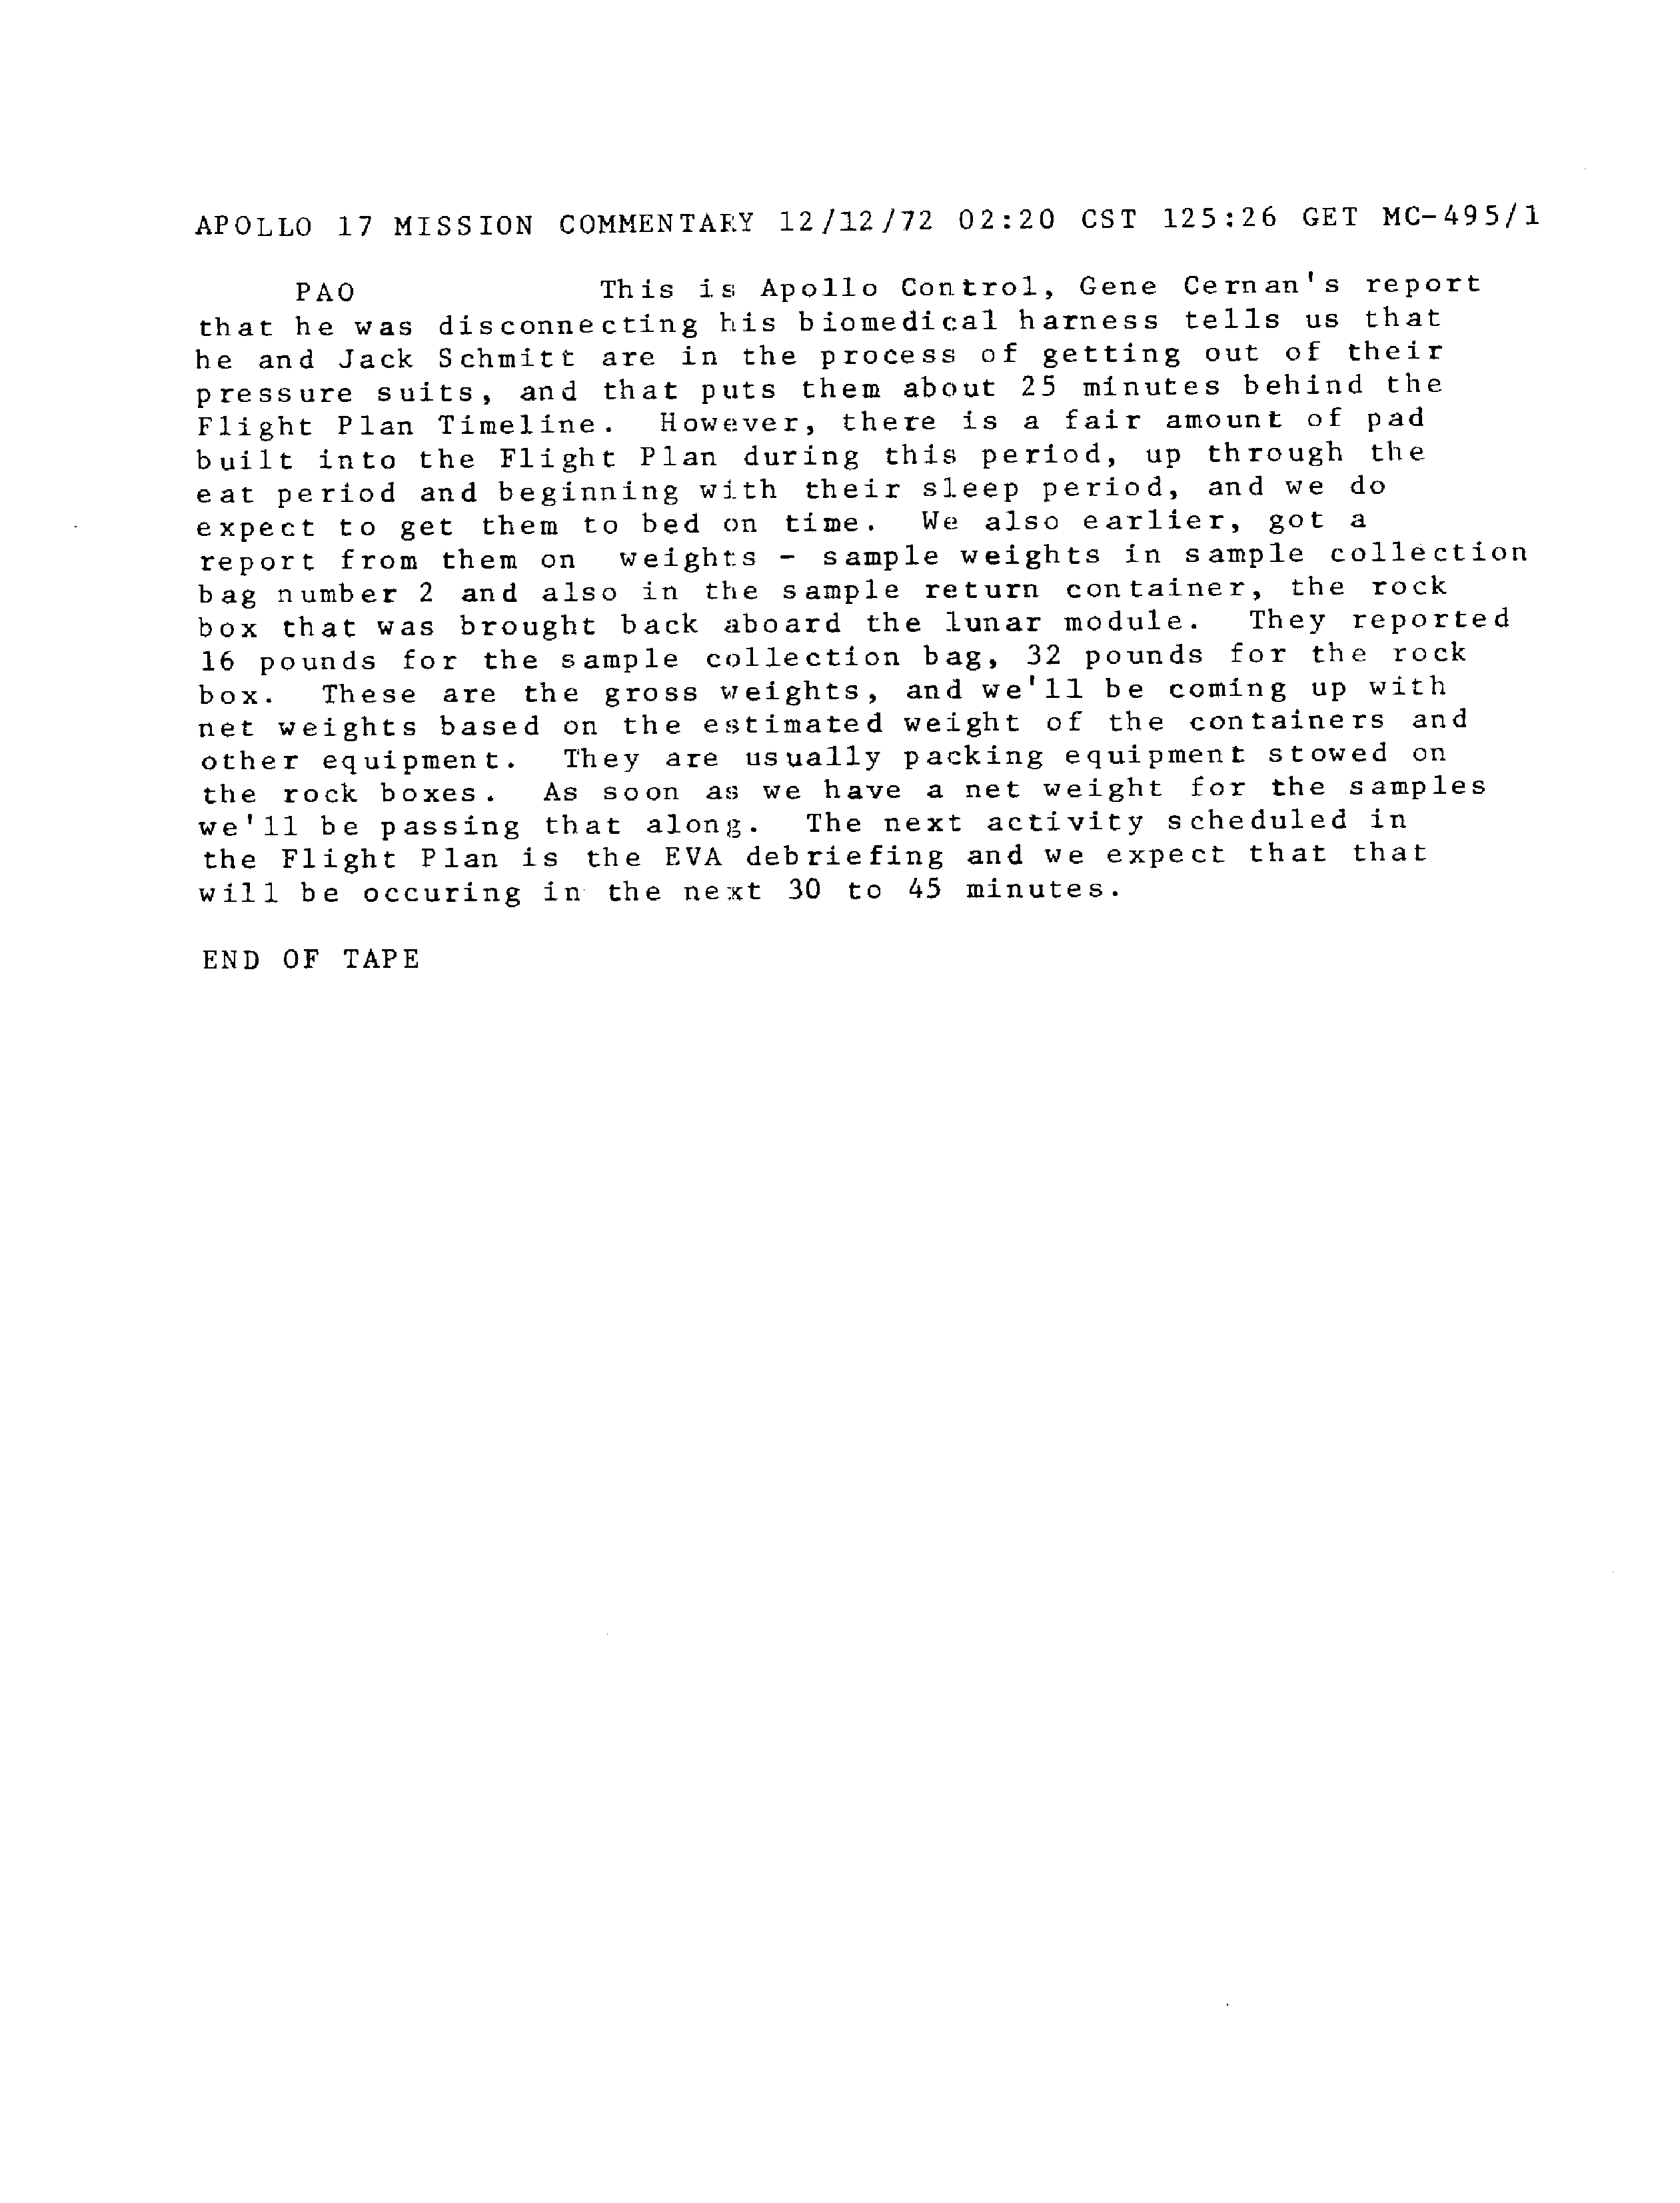 APOLLO 17 MISSION COMMENTARY 12/12/72 02:20 CST 125:26 GET MC-495/1
PAO This is Apollo Control, Gene Cernan's report
that he was disconnecting his biomedical harness tells us that
he and Jack Schmitt are in the process of getting out of their
pressure suits, and that puts them about 25 minutes behind the
Flight Plan Timeline. However, there is a fair amount of pad
built into the Flight Plan during this period, up through the
eat period and beginning with their sleep period, and we do
expect to get them to bed on time. We also earlier, got a
report from them on weights - sample weights in sample collection
bag number 2 and also in the sample return container, the rock
box that was brought back aboard the lunar module. They reported
16 pounds for the sample collection bag, 32 pounds for the rock
box. These are the gross weights, and we'll be coming up with
net weights based on the estimated weight of the containers and
other equipment. They are usually packing equipment stowed on
the rock boxes. As soon as we have a net weight for the samples
we'll be passing that along. The next activity scheduled in
the Flight Plan is the EVA debriefing and we expect that that
will be occuring in the next 30 to 45 minutes.
END OF TAPE